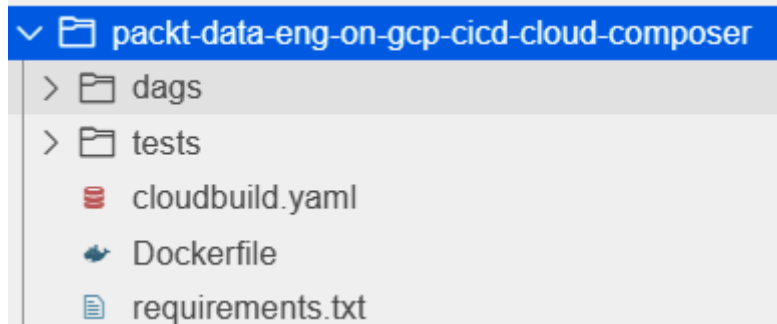 packt-data-eng-on-gcp-cicd-cloud-composer
dags
tests
cloudbuild.yaml
Dockerfile
requirements.txt